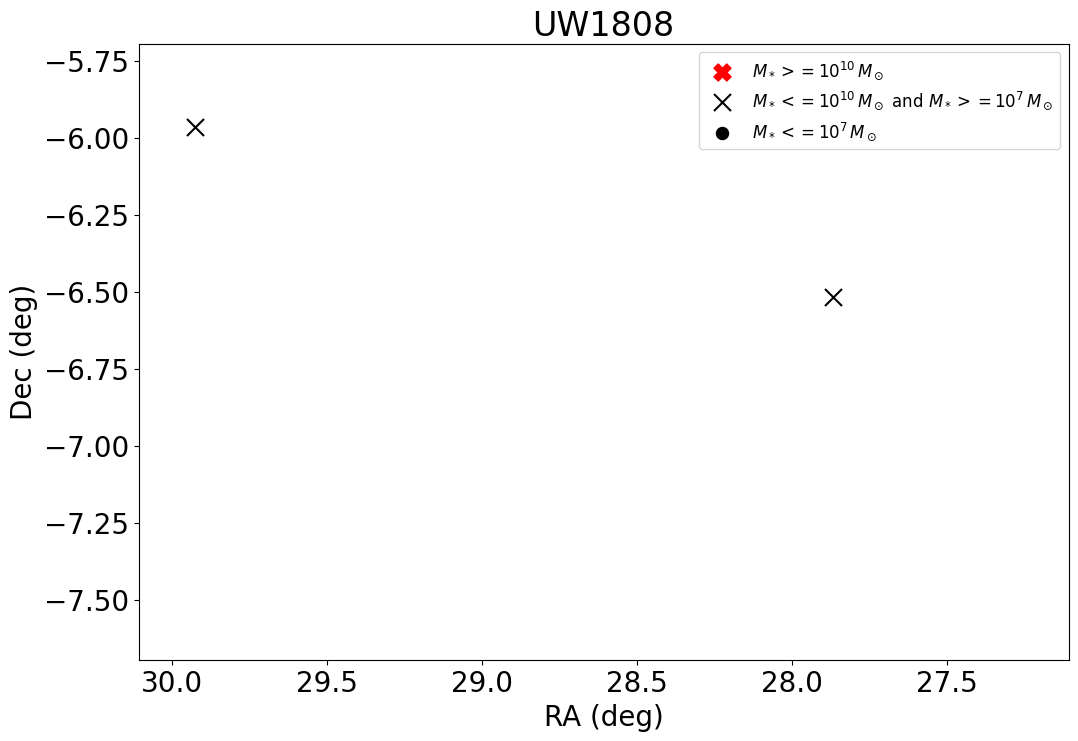 UW1808
M* >= 10^10 M⊙
M* <= 10^10 M⊙ and M* >= 10^7 M⊙
M* <= 10^7 M⊙
−5.75
−6.00
−6.25
−6.50
−6.75
−7.00
−7.25
−7.50
Dec (deg)
30.0 29.5 29.0 28.5 28.0 27.5
RA (deg)